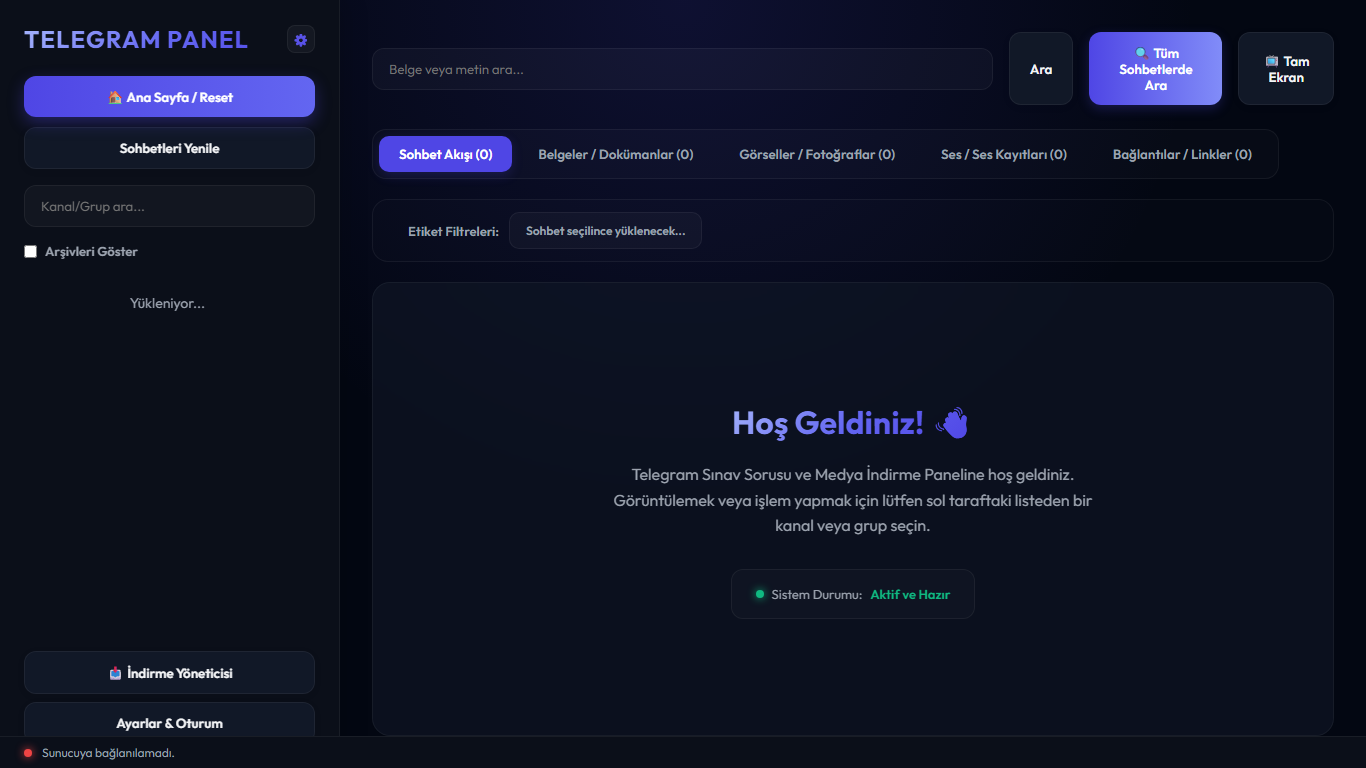 TELEGRAM PANEL
Ana Sayfa / Reset
Sohbetleri Yenile
Kanal/Grup ara...
Arşivleri Göster
Yükleniyor...
İndirme Yöneticisi
Ayarlar & Oturum
Belge veya metin ara...
Ara
Tüm
Sohbetlerde
Ara
Tam
Ekran
Sohbet Akışı (0)
Belgeler / Dokümanlar (0)
Görseller / Fotoğraflar (0)
Ses / Ses Kayıtları (0)
Bağlantılar / Linkler (0)
Etiket Filtreleri:
Sohbet seçilince yüklenecek...
Hoş Geldiniz! 👋
Telegram Sınav Sorusu ve Medya İndirme Paneline hoş geldiniz.
Görüntülemek veya işlem yapmak için lütfen sol taraftaki listeden bir
kanal veya grup seçin.
Sistem Durumu: Aktif ve Hazır
Sunucuya bağlanılamadı.